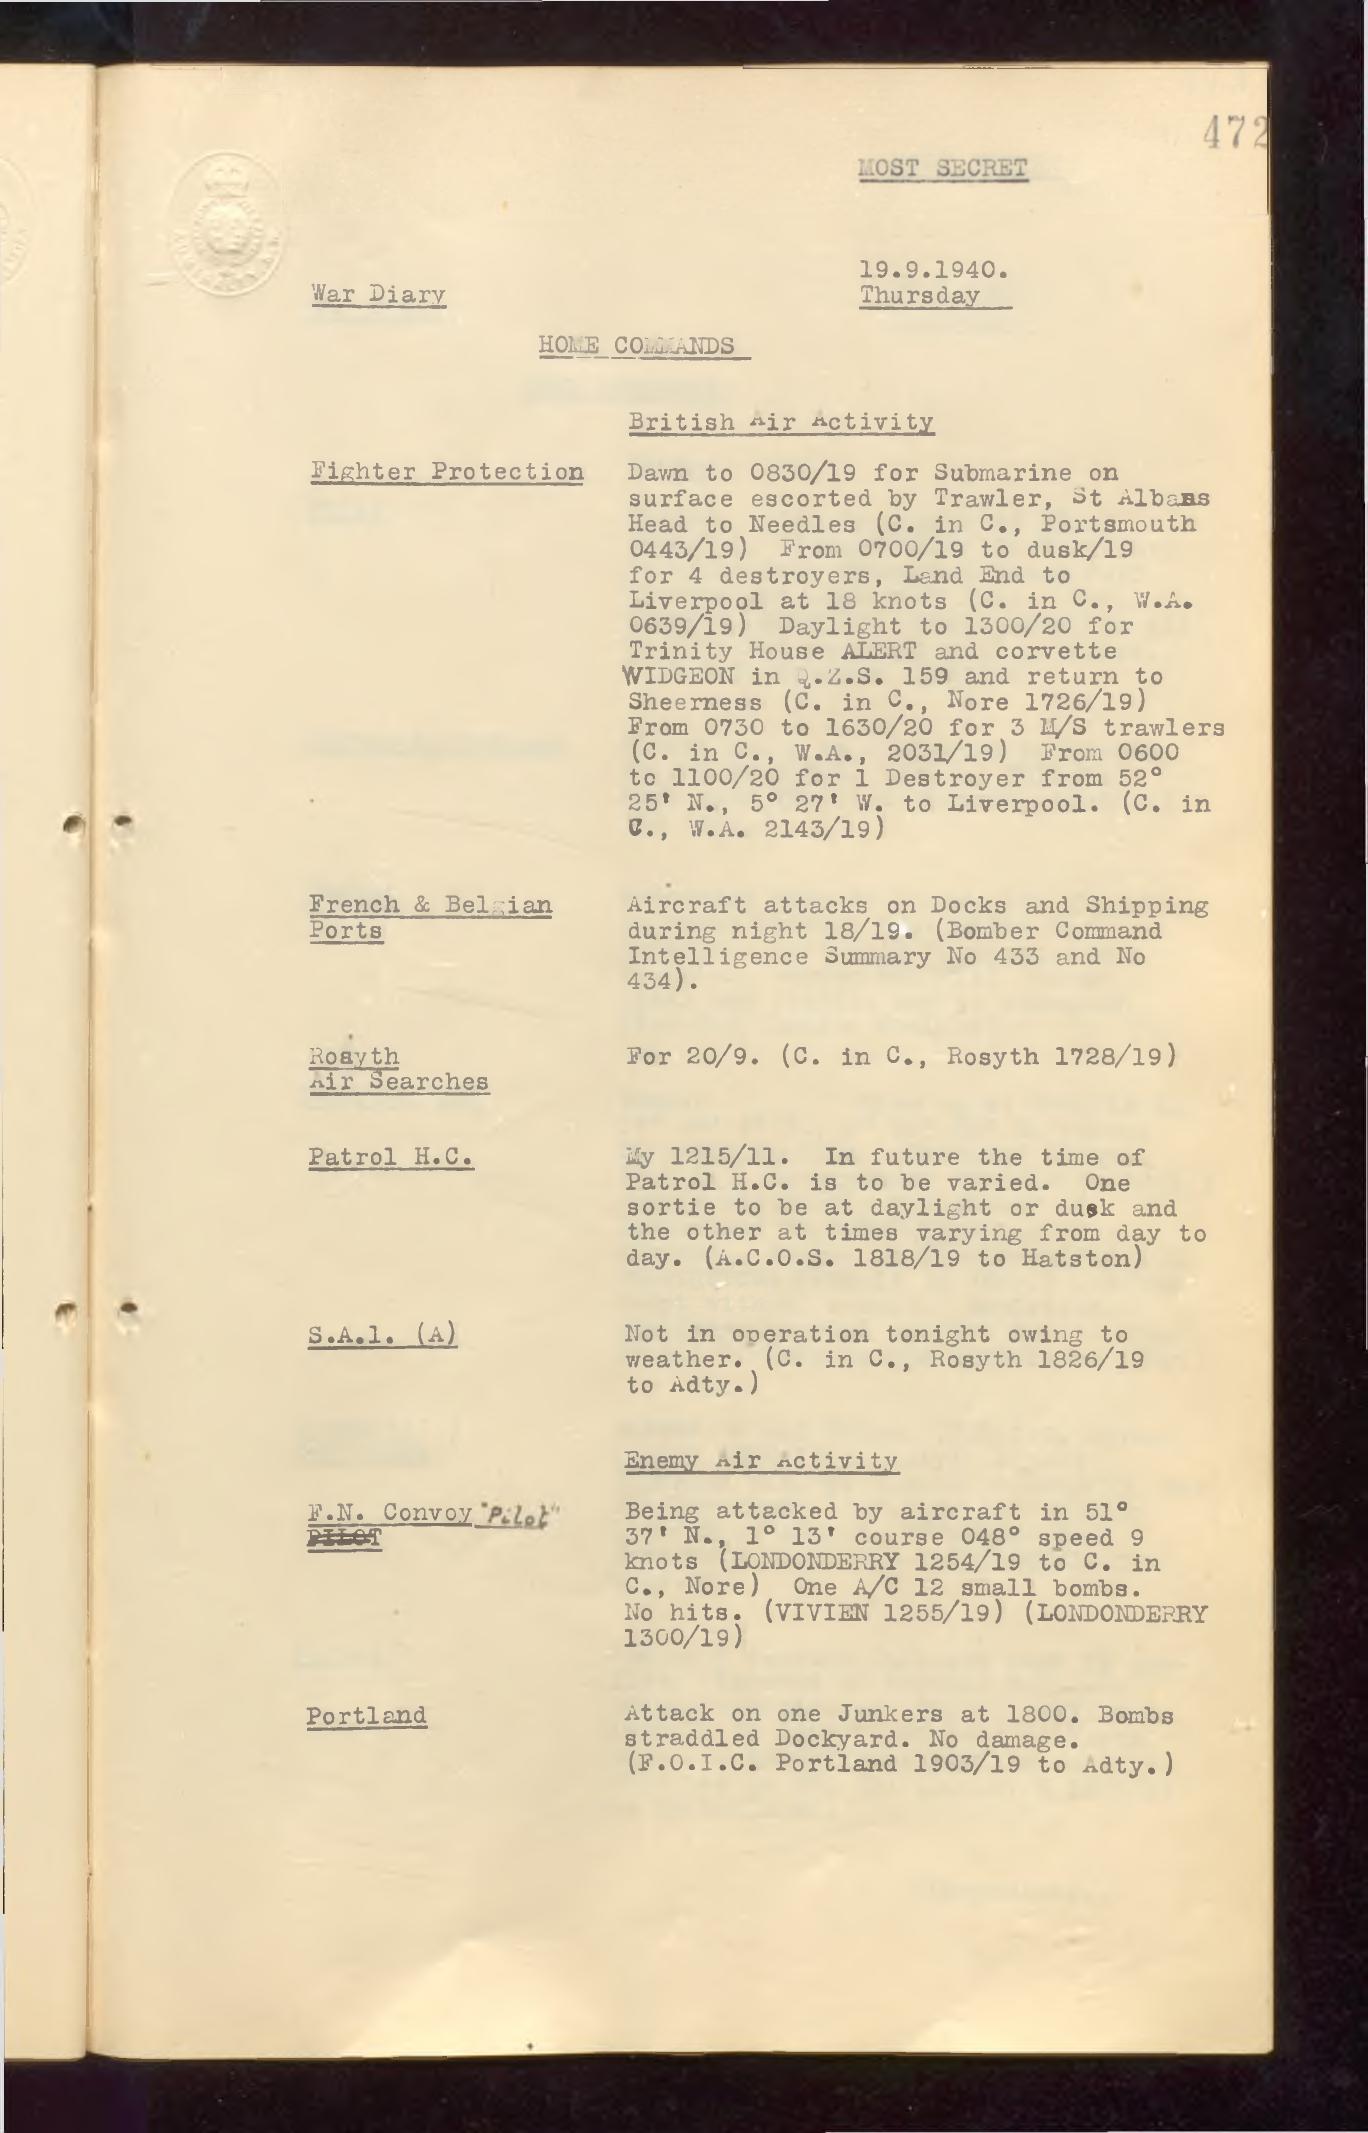 472
MOST SECRET
19.9.1940.
War Diary
Thursday
HOME COMMANDS
British Air Activity
Fighter Protection
Dawn to 0830/19 for Submarine on
surface escorted by Trawler, St Albans
Head to Needles (C. in C., Portsmouth
0443/19) From 0700/19 to dusk/19
for 4 destroyers, Land End to
Liverpool at 18 knots (C. in C., W.A.
0639/19) Daylight to 1300/20 for
Trinity House ALERT and corvette
WIDGEON in Q.Z.S. 159 and return to
Sheerness (C. in C., Nore 1726/19)
From 0730 to 1630/20 for 3 M/S trawlers
(C. in C., W.A., 2031/19) From 0600
to 1100/20 for 1 Destroyer from 52°
25' N., 5° 27' W. to Liverpool. (C. in
C., W.A. 2143/19)
French & Belgian
Ports
Aircraft attacks on Docks and Shipping
during night 18/19. (Bomber Command
Intelligence Summary No 433 and No
434).
Rosyth
Air Searches
For 20/9. (C. in C., Rosyth 1728/19)
Patrol H.C.
My 1215/11. In future the time of
Patrol H.C. is to be varied. One
sortie to be at daylight or dusk and
the other at times varying from day to
day. (A.C.O.S. 1818/19 to Hatston)
S.A.1. (A)
Not in operation tonight owing to
weather. (C. in C., Rosyth 1826/19
to Adty.)
Enemy Air Activity
F.N. Convoy "Pilot"
PILOT
Being attacked by aircraft in 51°
37' N., 1° 13' course 048° speed 9
knots (LONDONDERRY 1254/19 to C. in
C., Nore) One A/C 12 small bombs.
No hits. (VIVIEN 1255/19) (LONDONDERRY
1300/19)
Portland
Attack on one Junkers at 1800. Bombs
straddled Dockyard. No damage.
(F.O.I.C. Portland 1903/19 to Adty.)